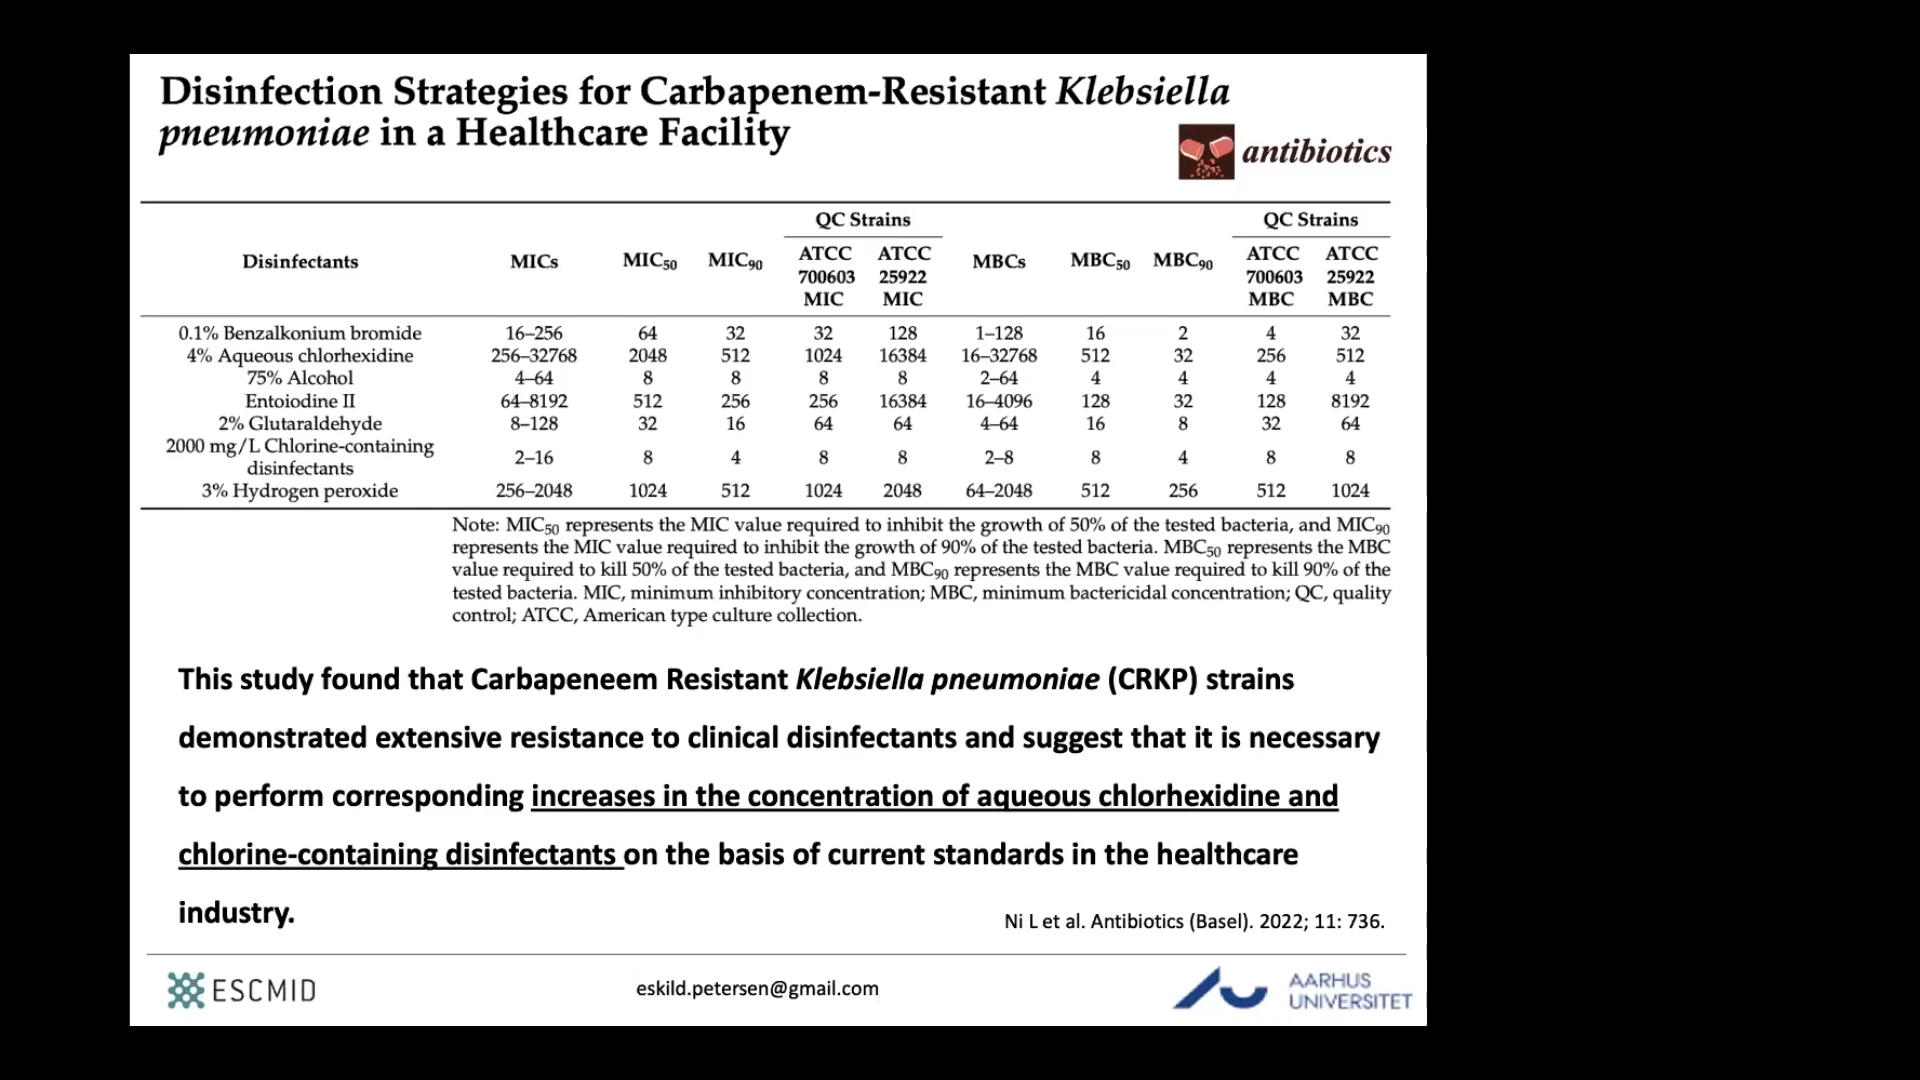 Disinfection Strategies for Carbapenem-Resistant Klebsiella
pneumoniae in a Healthcare Facility
antibiotics
QC Strains QC Strains
Disinfectants MICs MIC50 MIC90 ATCC 700603 MIC ATCC 25922 MIC MBCs MBC50 MBC90 ATCC 700603 MBC ATCC 25922 MBC
0.1% Benzalkonium bromide 16–256 64 32 32 128 1–128 16 2 4 32
4% Aqueous chlorhexidine 256–32768 2048 512 1024 16384 16–32768 512 32 256 512
75% Alcohol 4–64 8 8 8 8 2–64 4 4 4 4
Entoiodine II 64–8192 512 256 256 16384 16–4096 128 32 128 8192
2% Glutaraldehyde 8–128 32 16 64 64 4–64 16 8 32 64
2000 mg/L Chlorine-containing
disinfectants 2–16 8 4 8 8 2–8 8 4 8 8
3% Hydrogen peroxide 256–2048 1024 512 1024 2048 64–2048 512 256 512 1024
Note: MIC50 represents the MIC value required to inhibit the growth of 50% of the tested bacteria, and MIC90
represents the MIC value required to inhibit the growth of 90% of the tested bacteria. MBC50 represents the MBC
value required to kill 50% of the tested bacteria, and MBC90 represents the MBC value required to kill 90% of the
tested bacteria. MIC, minimum inhibitory concentration; MBC, minimum bactericidal concentration; QC, quality
control; ATCC, American type culture collection.
This study found that Carbapeneem Resistant Klebsiella pneumoniae (CRKP) strains
demonstrated extensive resistance to clinical disinfectants and suggest that it is necessary
to perform corresponding increases in the concentration of aqueous chlorhexidine and
chlorine-containing disinfectants on the basis of current standards in the healthcare
industry.
Ni L et al. Antibiotics (Basel). 2022; 11: 736.
ESCMID
eskild.petersen@gmail.com
AARHUS
UNIVERSITET